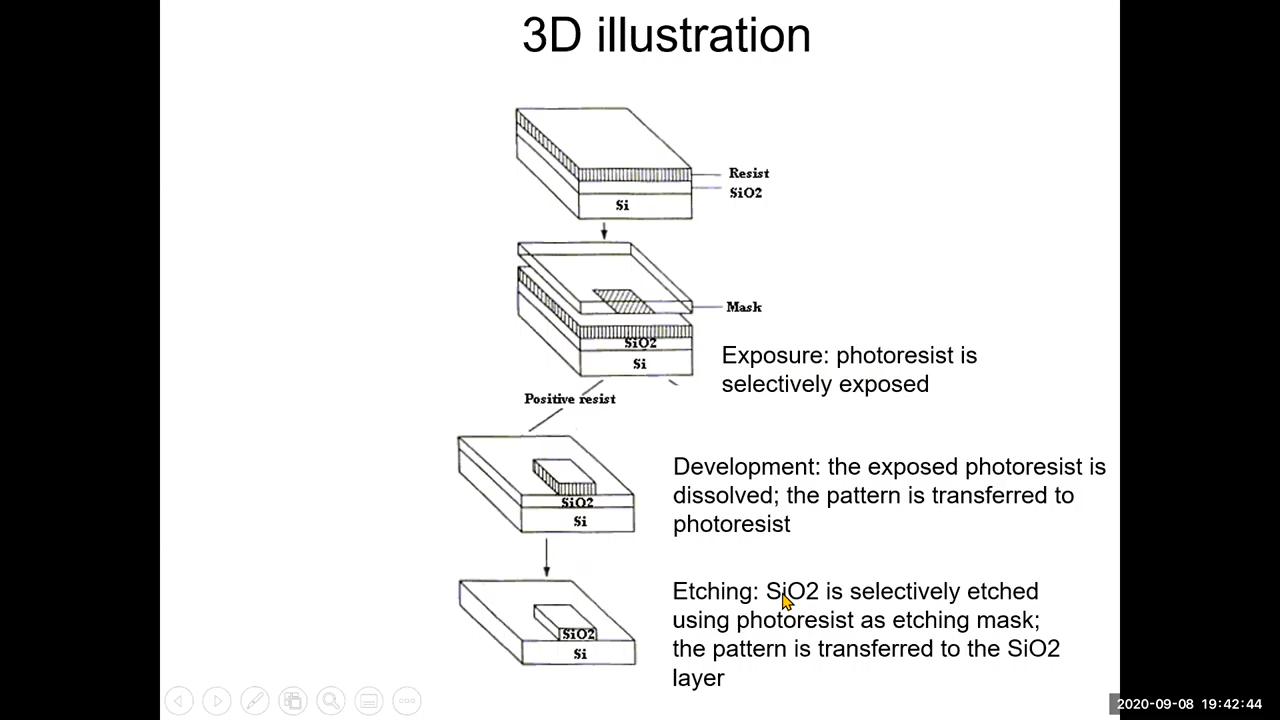 3D illustration
Resist
SiO2
Si
Mask
SiO2
Si
Exposure: photoresist is
selectively exposed
Positive resist
Development: the exposed photoresist is
dissolved; the pattern is transferred to
photoresist
SiO2
Si
Etching: SiO2 is selectively etched
using photoresist as etching mask;
the pattern is transferred to the SiO2
layer
SiO2
Si
2020-09-08 19:42:44